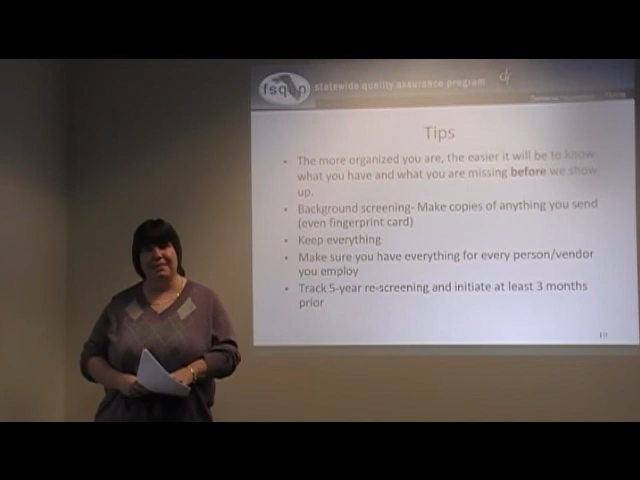 fsqap statewide quality assurance program
Tips
• The more organized you are, the easier it will be to know
what you have and what you are missing before we show
up.
• Background screening- Make copies of anything you send
(even fingerprint card)
• Keep everything
• Make sure you have everything for every person/vendor
you employ
• Track 5-year re-screening and initiate at least 3 months
prior
19